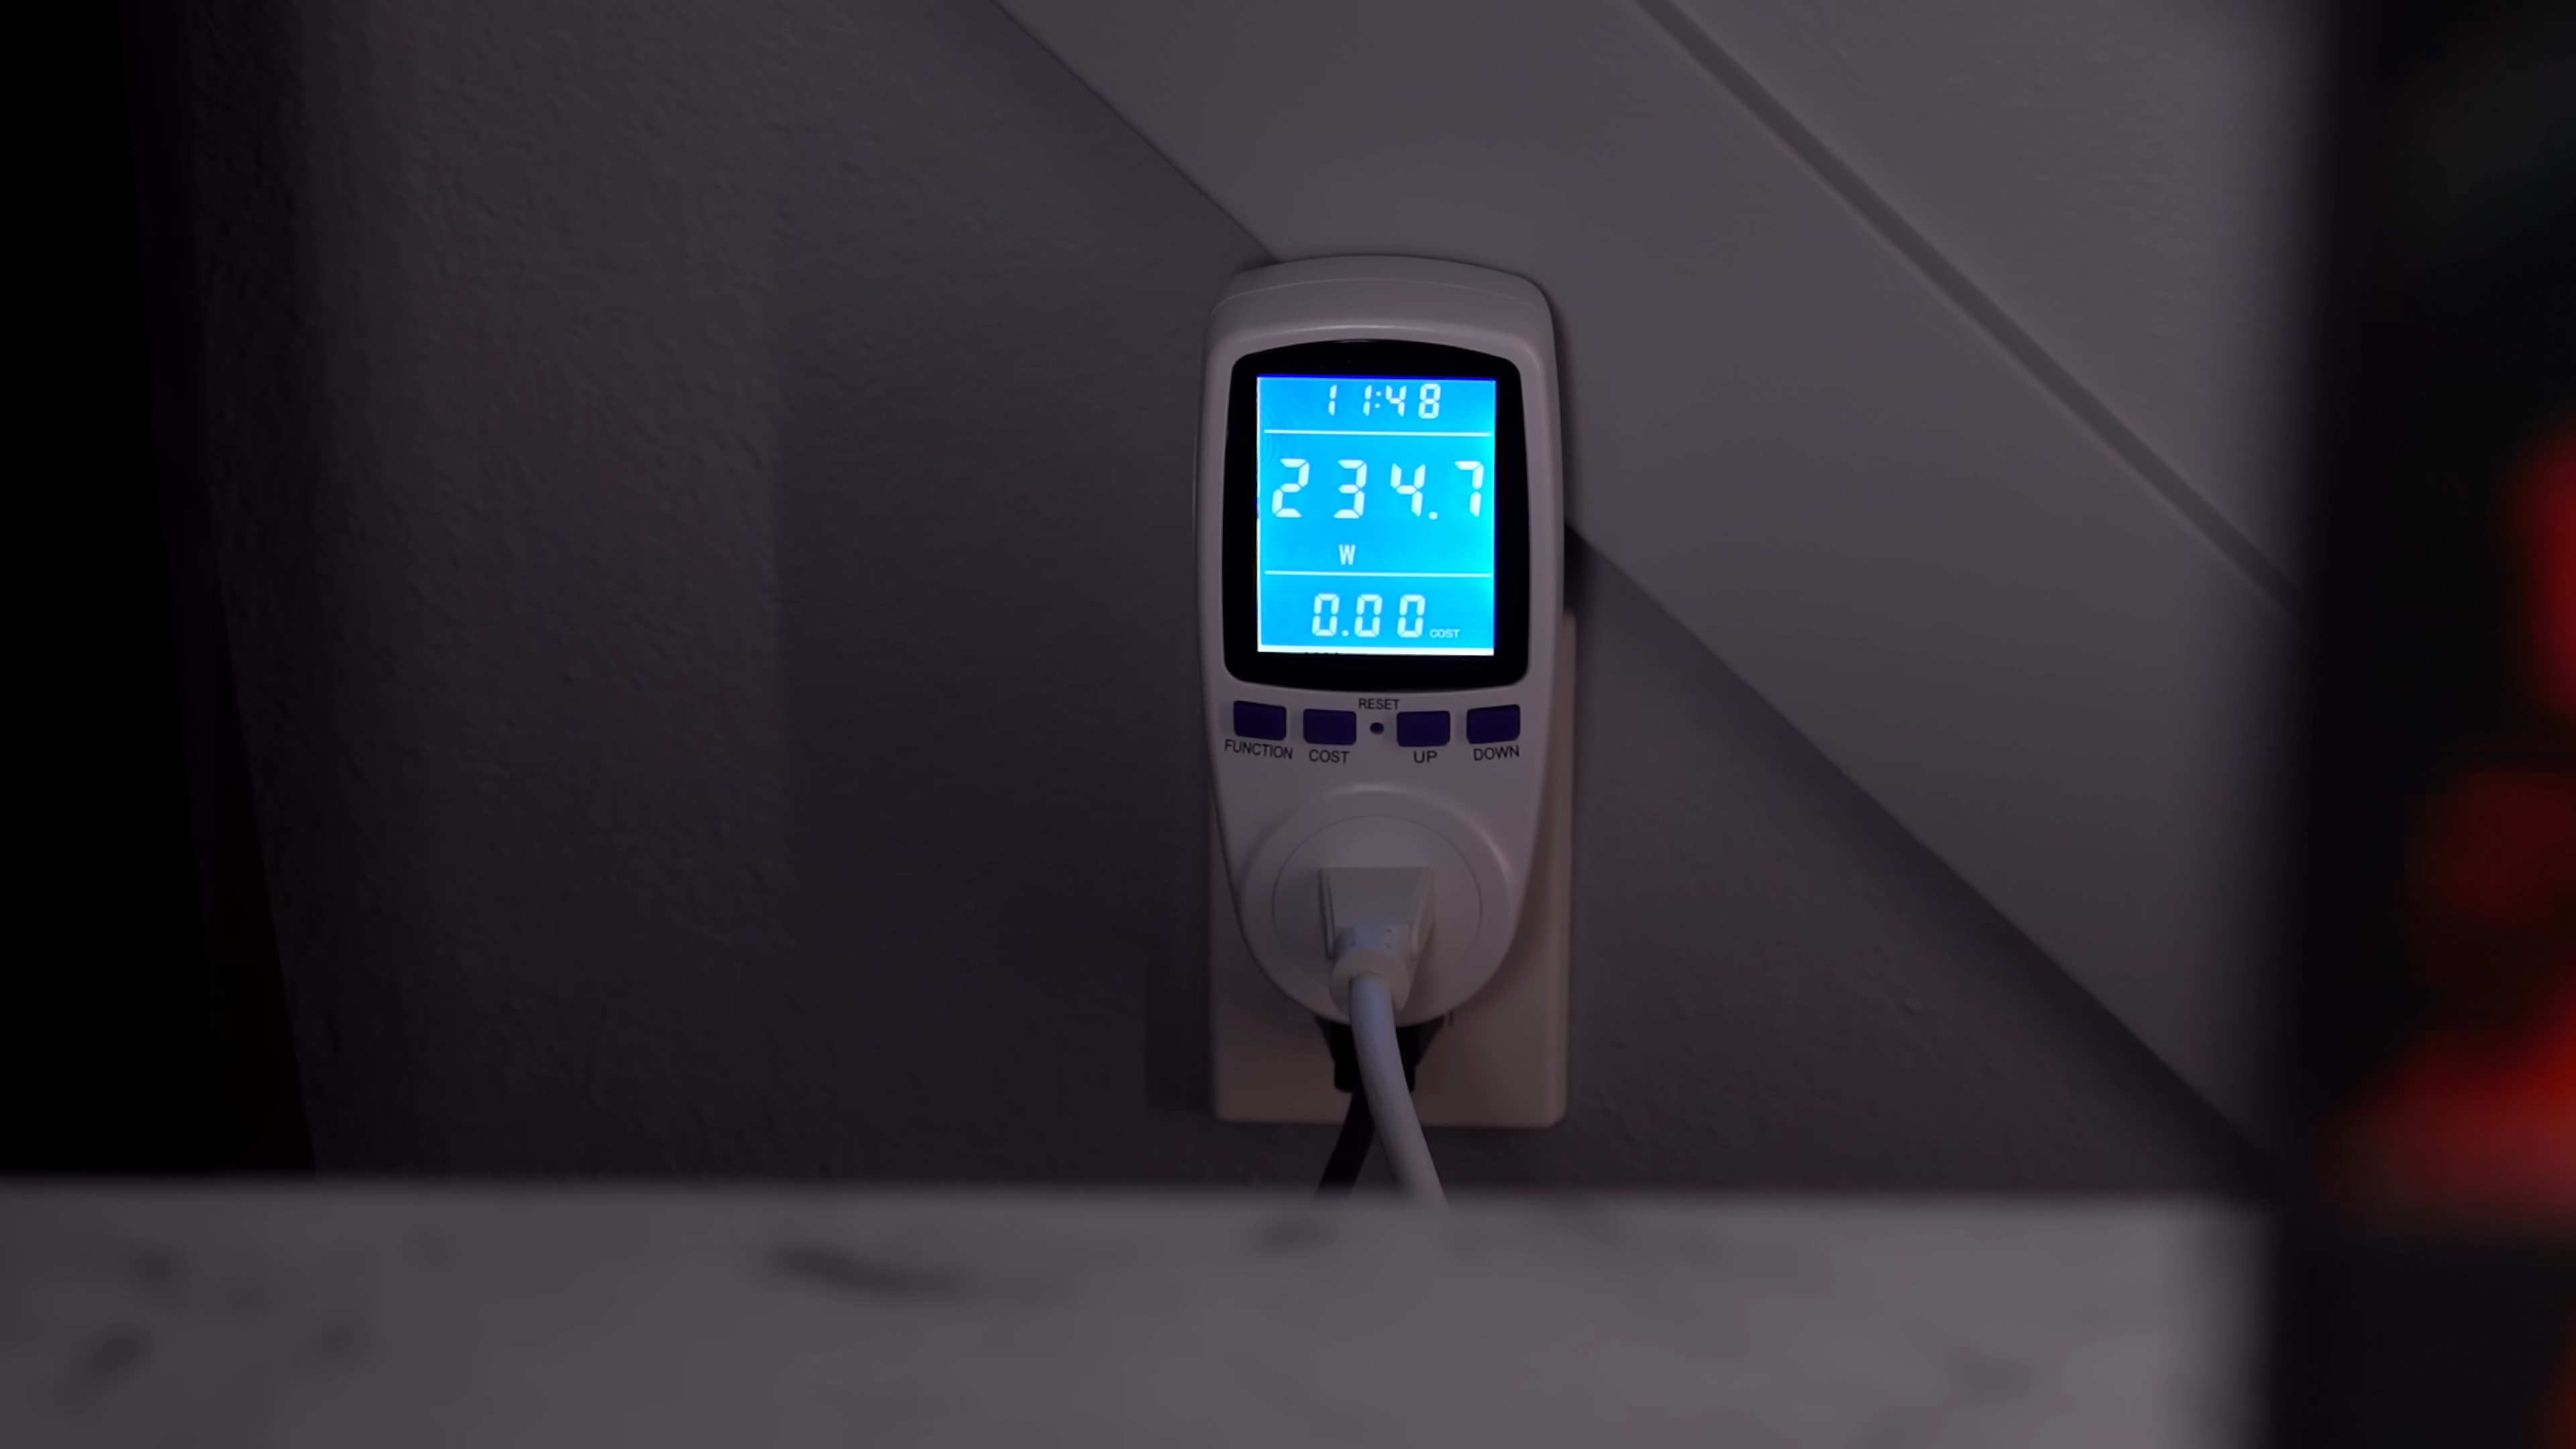 11:48
234.7
W
0.00 COST
RESET
FUNCTION COST UP DOWN